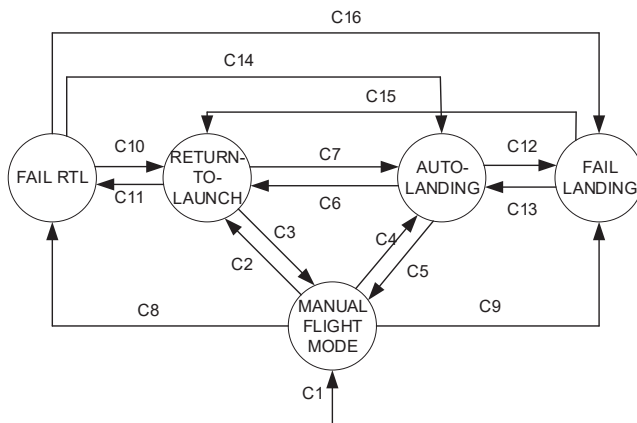 C16
C14
C15
C10
C7
C12
FAIL RTL
RETURN-
TO-
LAUNCH
AUTO-
LANDING
FAIL
LANDING
C11
C6
C13
C3
C4
C2
C5
C8
MANUAL
FLIGHT
MODE
C9
C1